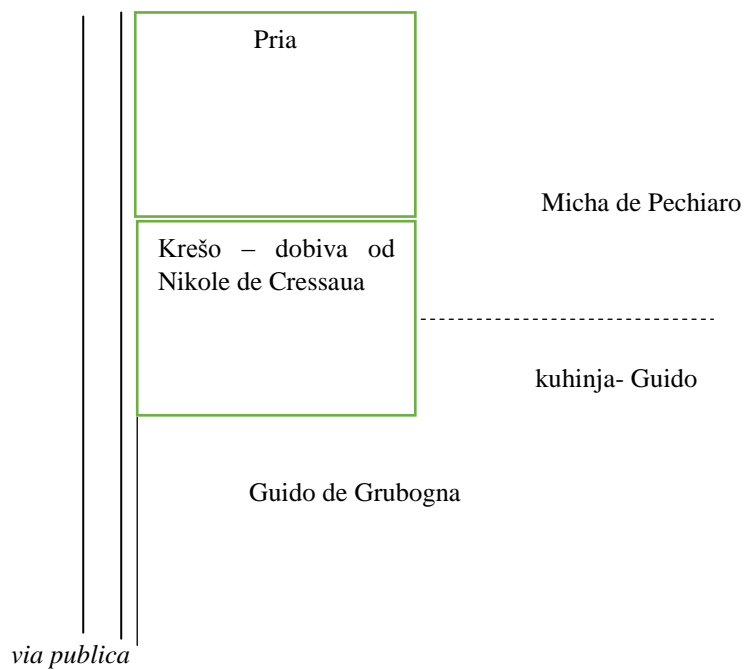 Pria
Micha de Pechiaro
Krešo – dobiva od
Nikole de Cressaua
kuhinja- Guido
Guido de Grubogna
via publica